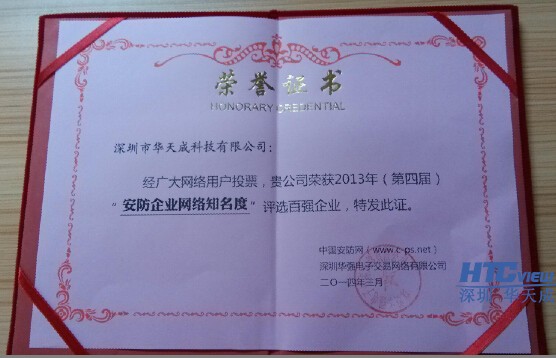 荣誉证书
HONORARY CREDENTIAL
深圳市华天威科技有限公司：
经广大网络用户投票，贵公司荣获2013年（第四届）
“安防企业网络知名度”评选百强企业，特发此证。
中国安防网（www.c-ps.net）
深圳华强电子交易网络有限公司
二〇一四年三月
HTCVIEW
深圳 华天威